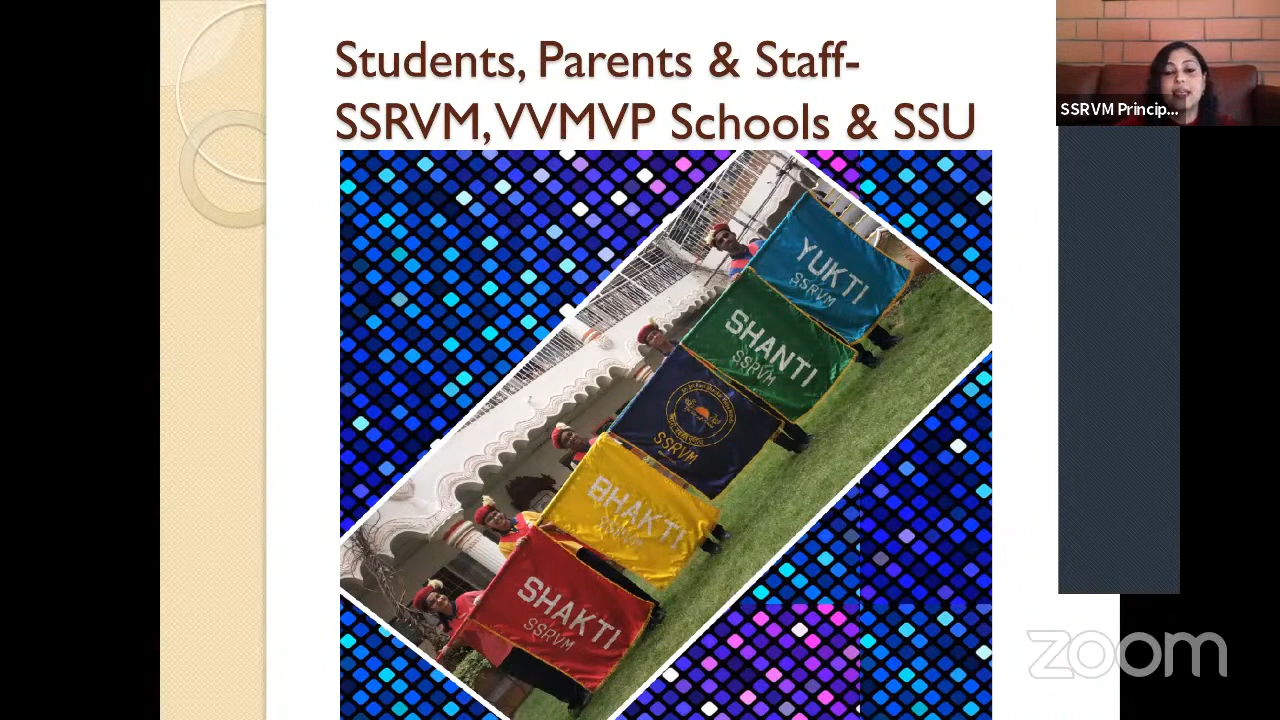 Students, Parents & Staff-
SSRVM, VVMVP Schools & SSU
SSRVM Princip...
YUKTI
SSRVM
SHANTI
SSRVM
SSRVM
BHAKTI
SSRVM
SHAKTI
SSRVM
zoom